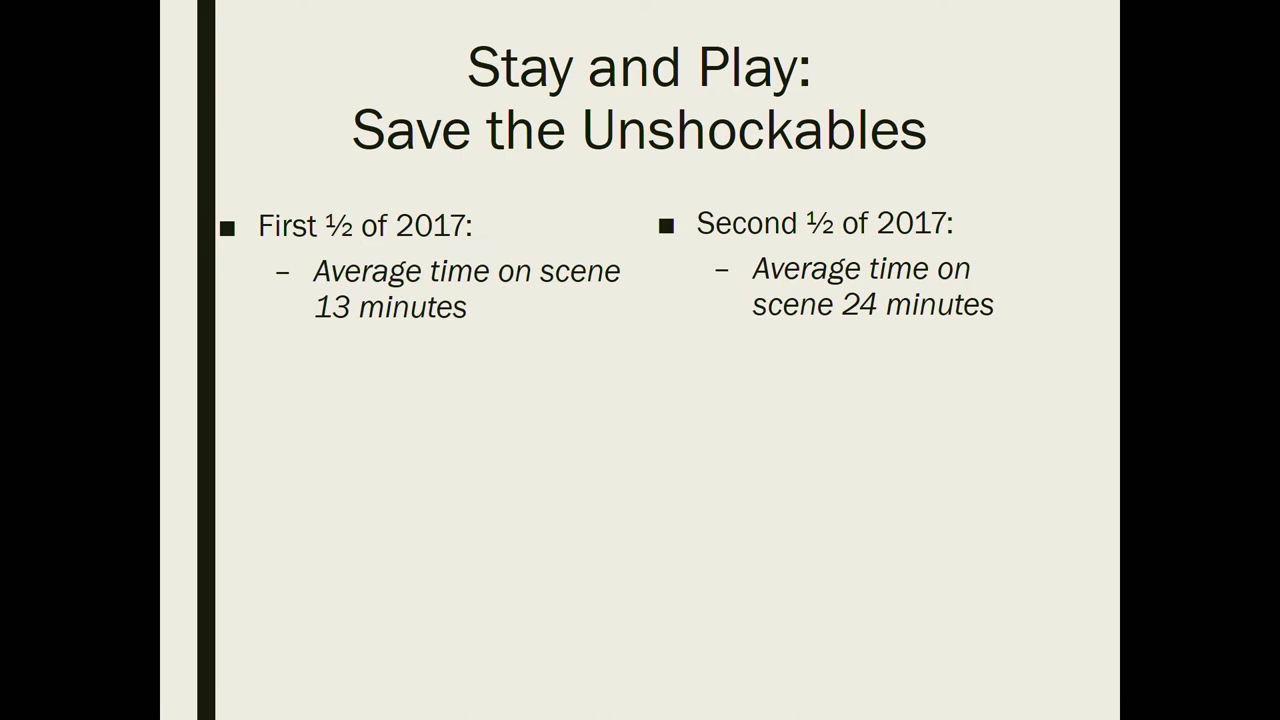 Stay and Play:
Save the Unshockables
■ First ½ of 2017:
– Average time on scene
13 minutes
■ Second ½ of 2017:
– Average time on
scene 24 minutes